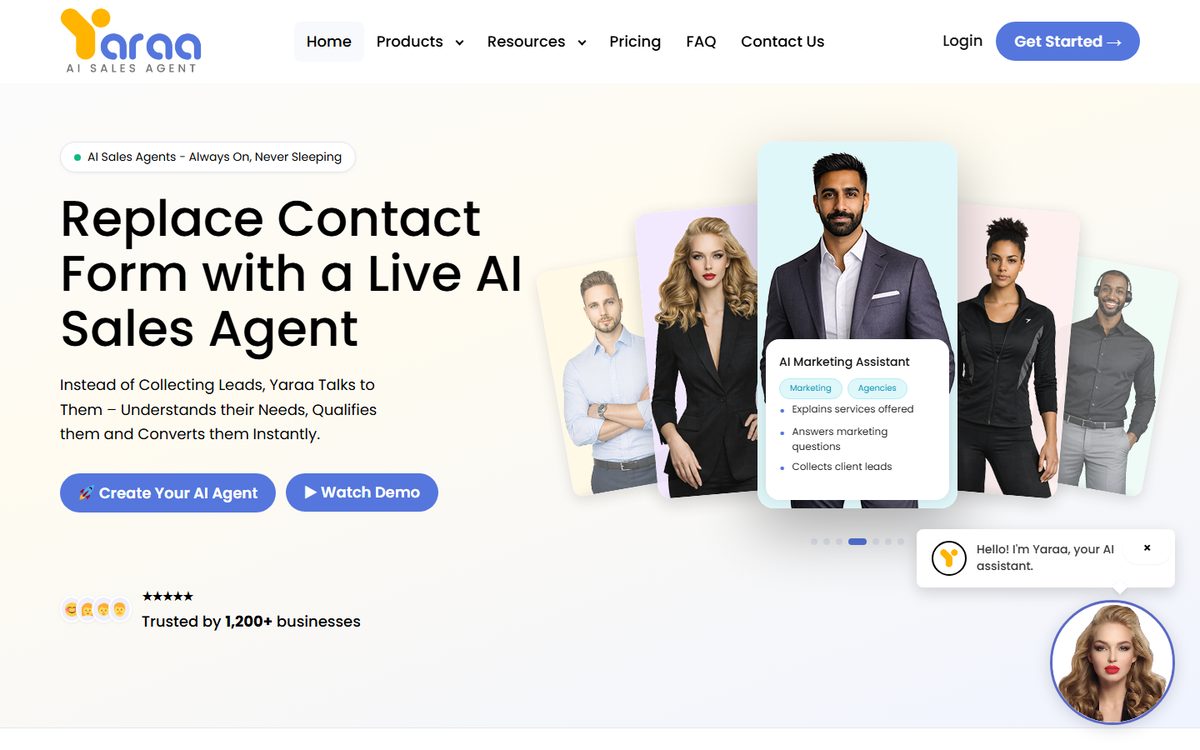 Yaraa
AI SALES AGENT
Home
Products
Resources
Pricing
FAQ
Contact Us
Login
Get Started →
AI Sales Agents - Always On, Never Sleeping
Replace Contact
Form with a Live AI
Sales Agent
Instead of Collecting Leads, Yaraa Talks to
Them – Understands their Needs, Qualifies
them and Converts them Instantly.
🚀 Create Your AI Agent
▶ Watch Demo
★★★★★
Trusted by 1,200+ businesses
AI Marketing Assistant
Marketing
Agencies
• Explains services offered
• Answers marketing
questions
• Collects client leads
Hello! I'm Yaraa, your AI
assistant.
×